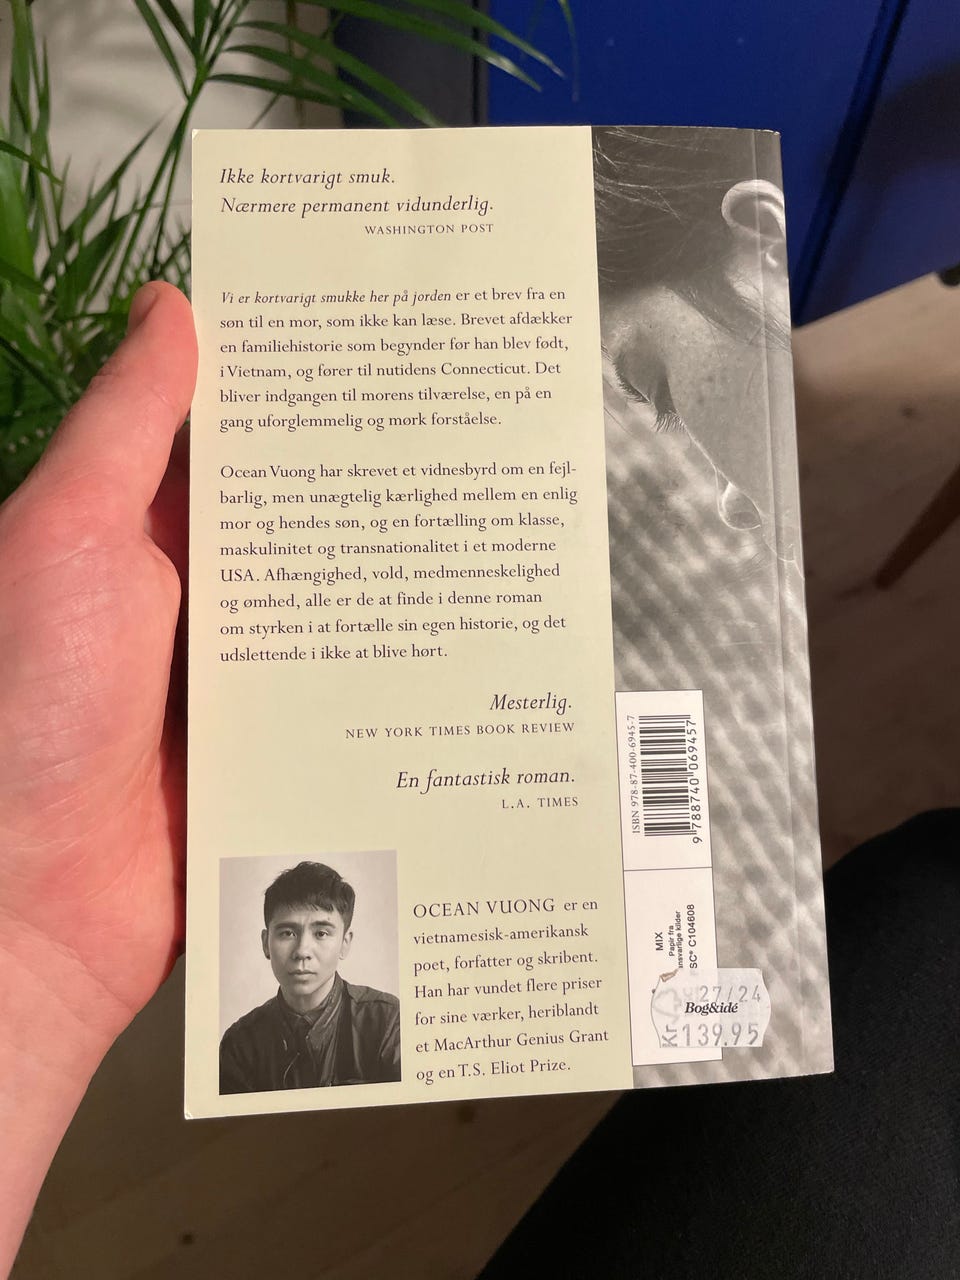 Ikke kortvarigt smuk.
Nærmere permanent vidunderlig.
WASHINGTON POST
Vi er kortvarigt smukke her på jorden er et brev fra en
søn til en mor, som ikke kan læse. Brevet afdækker
en familiehistorie som begynder før han blev født,
i Vietnam, og fører til nutidens Connecticut. Det
bliver indgangen til morens tilværelse, en på en
gang uforglemmelig og mørk forståelse.
Ocean Vuong har skrevet et vidnesbyrd om en fejl-
barlig, men unægtelig kærlighed mellem en enlig
mor og hendes søn, og en fortælling om klasse,
maskulinitet og transnationalitet i et moderne
USA. Afhængighed, vold, medmenneskelighed
og ømhed, alle er de at finde i denne roman
om styrken i at fortælle sin egen historie, og det
udslettende i ikke at blive hørt.
Mesterlig.
NEW YORK TIMES BOOK REVIEW
En fantastisk roman.
L.A. TIMES
OCEAN VUONG er en
vietnamesisk-amerikansk
poet, forfatter og skribent.
Han har vundet flere priser
for sine værker, heriblandt
et MacArthur Genius Grant
og en T.S. Eliot Prize.
ISBN 978-87-400-6945-7
9 788740 069457
MIX
Papir fra
ansvarlige kilder
SC® C104608
27/24
Bog&idé
Kr 139.95